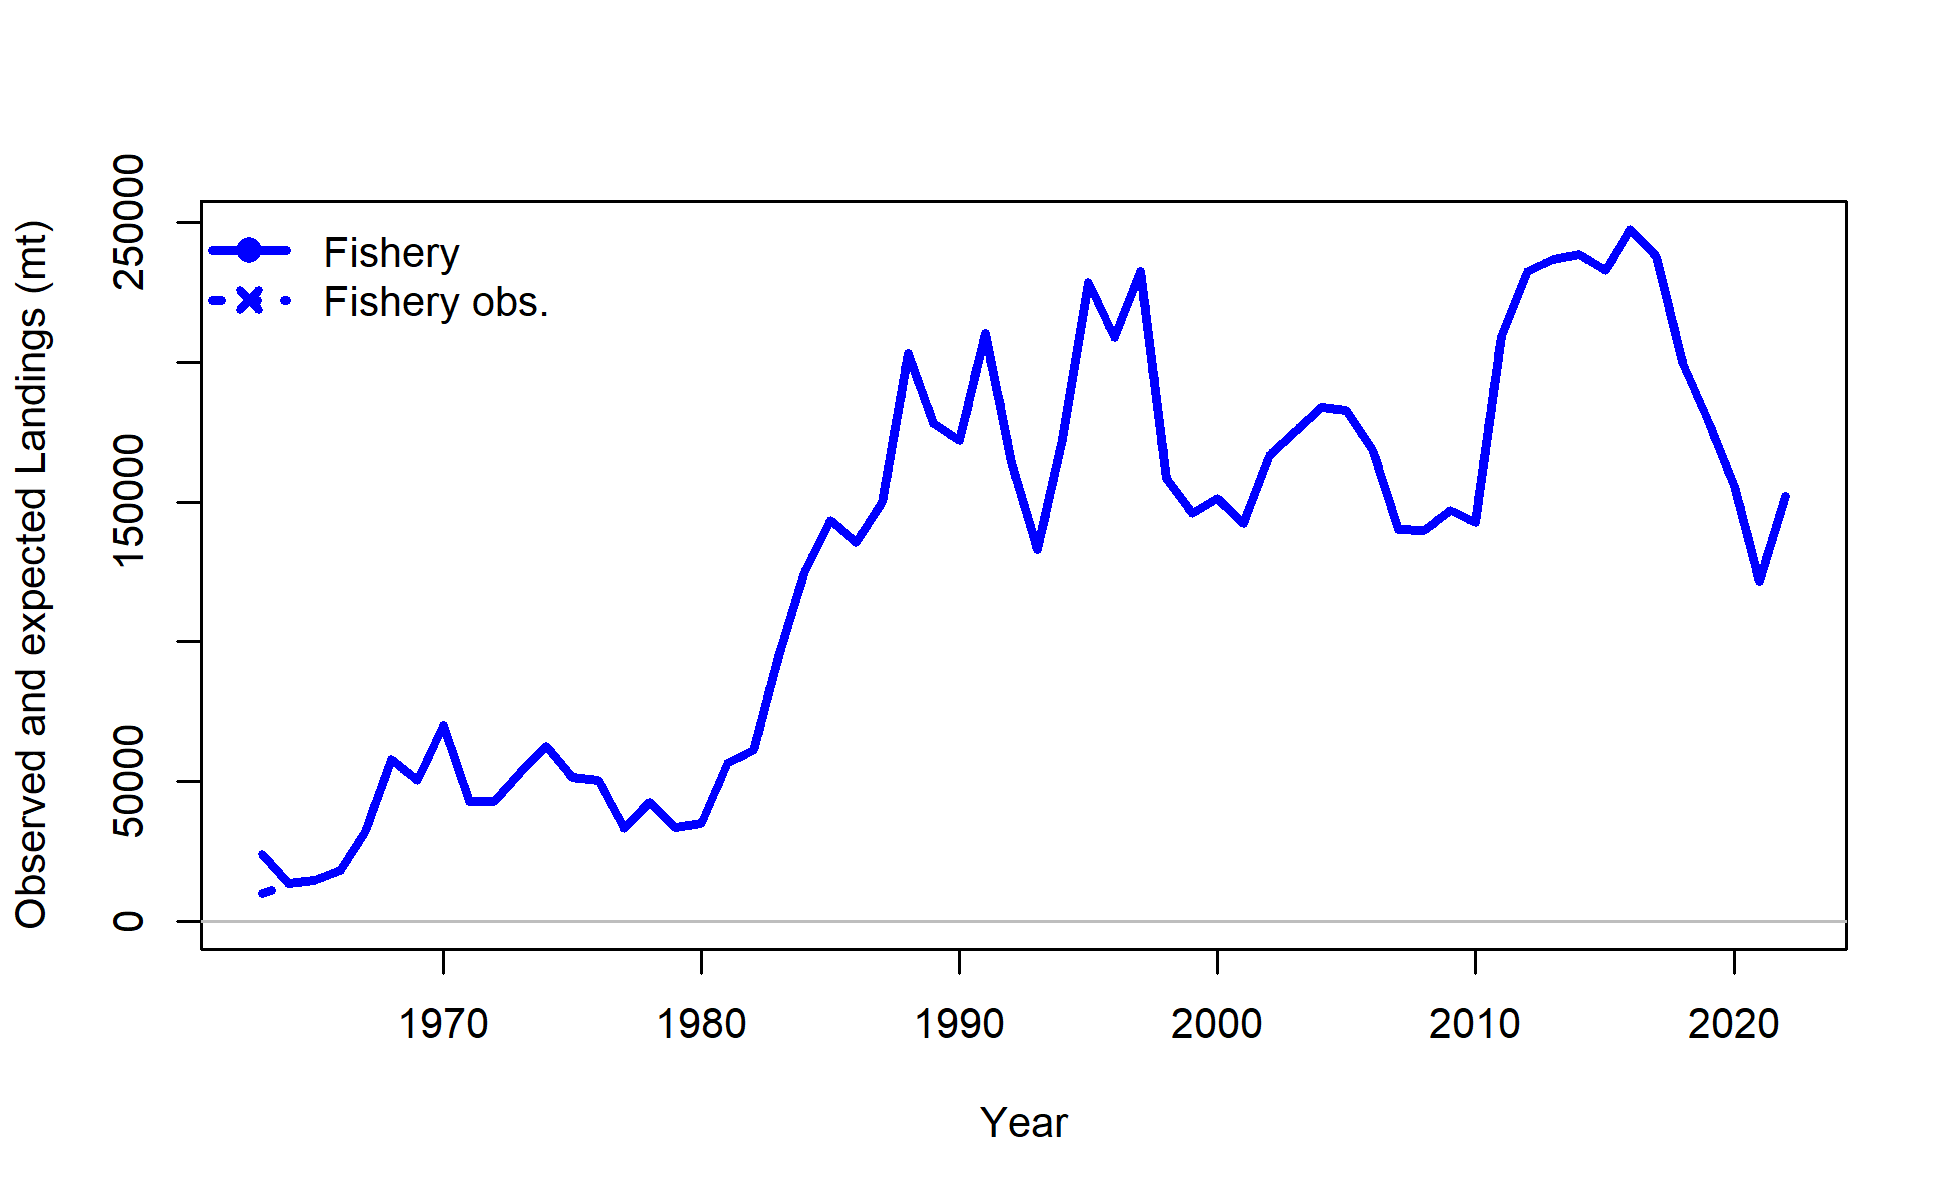 Observed and expected Landings (mt)
250000
150000
50000
0
Fishery
Fishery obs.
1970 1980 1990 2000 2010 2020
Year